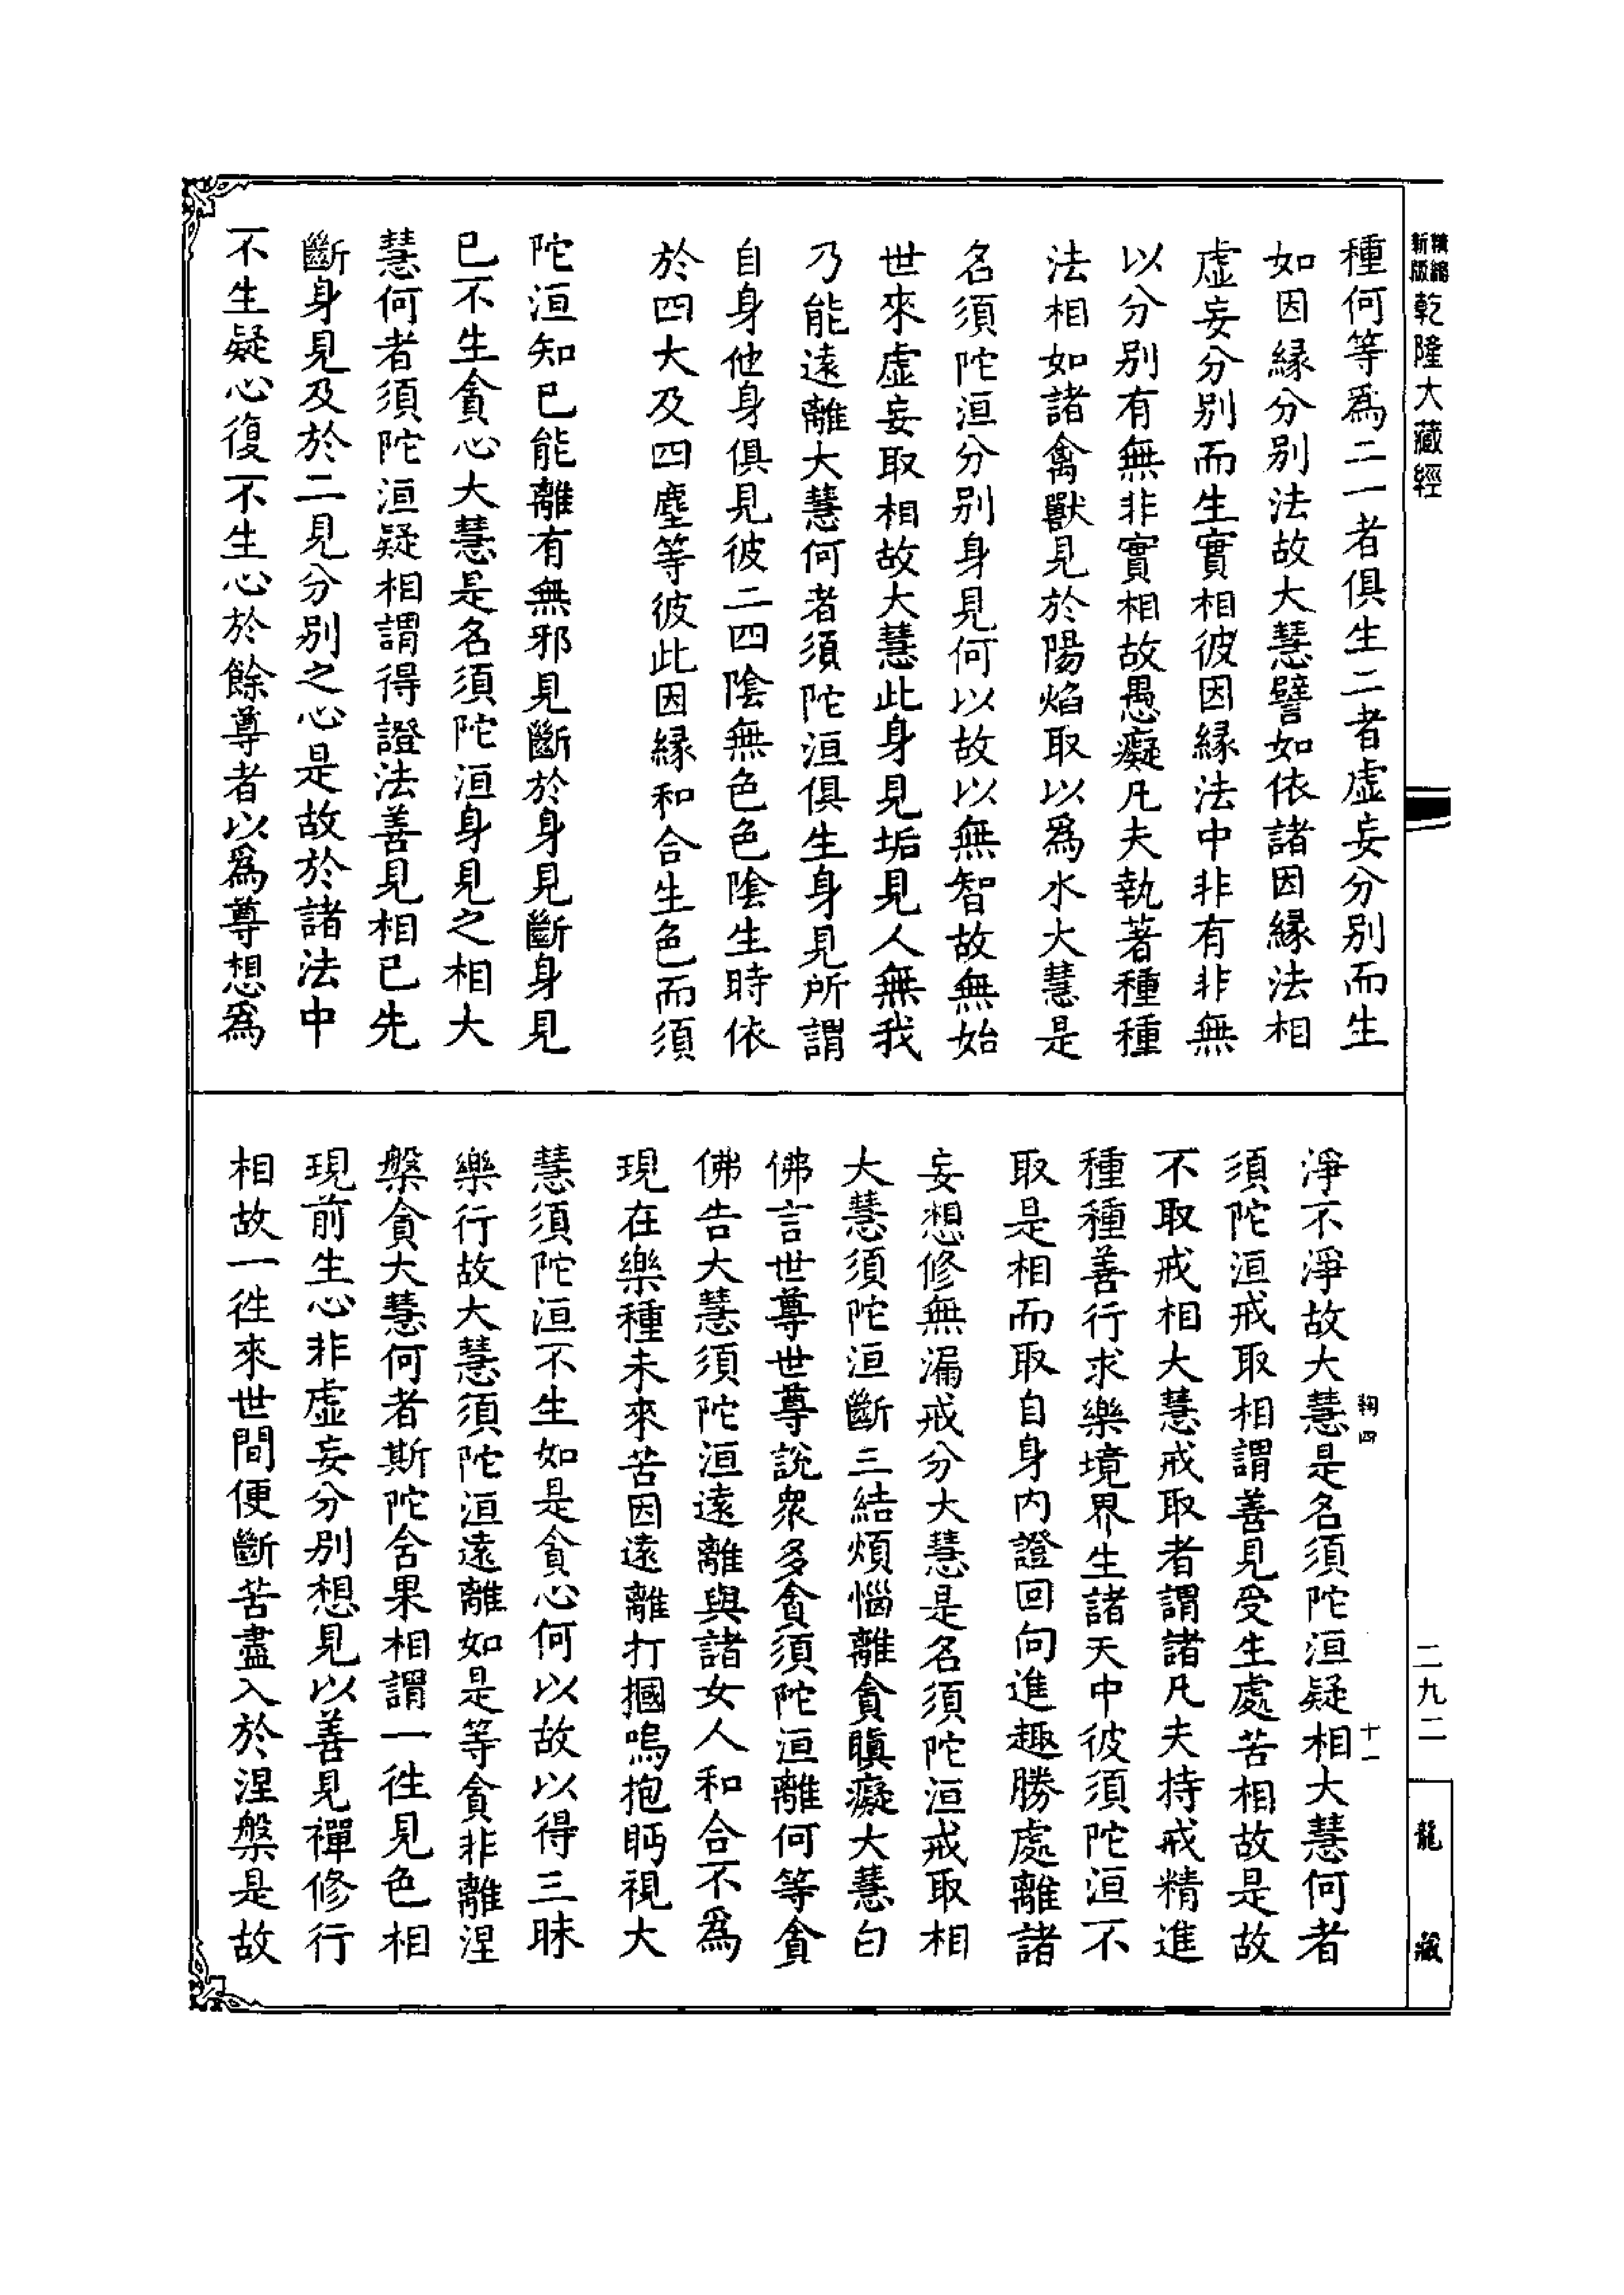 精縮新版乾隆大藏經
種何等爲二一者俱生二者虛妄分別而生
如因緣分別法故大慧譬如依諸因緣法相
虛妄分別而生實相彼因緣法中非有非無
以分別有無非實相故愚癡凡夫執著種種
法相如諸禽獸見於陽焰取以爲水大慧是
名須陀洹分別身見何以故以無智故無始
世來虛妄取相故大慧此身見垢見人無我
乃能遠離大慧何者須陀洹俱生身見所謂
自身他身俱見彼二四陰無色色陰生時依
於四大及四塵等彼此因緣和合生色而須
陀洹知已能離有無邪見斷於身見斷身見
已不生貪心大慧是名須陀洹身見之相大
慧何者須陀洹疑相謂得證法善見相已先
斷身見及於二見分別之心是故於諸法中
不生疑心復不生心於餘尊者以爲尊想爲
淨不淨故大慧是名須陀洹疑相大慧何者
須陀洹戒取相謂善見受生處苦相故是故
不取戒相大慧戒取者謂諸凡夫持戒精進
種種善行求樂境界生諸天中彼須陀洹不
取是相而取自身內證回向進趣勝處離諸
妄想修無漏戒分大慧是名須陀洹戒取相
大慧須陀洹斷三結煩惱離貪瞋癡大慧白
佛言世尊世尊說衆多貪須陀洹離何等貪
佛告大慧須陀洹遠離與諸女人和合不爲
現在樂種未來苦因遠離打摑嗚抱眄視大
慧須陀洹不生如是貪心何以故以得三昧
樂行故大慧須陀洹遠離如是等貪非離涅
槃貪大慧何者斯陀含果相謂一徃見色相
現前生心非虛妄分別想見以善見禪修行
相故一徃來世間便斷苦盡入於涅槃是故
鞠四
十一
二九二
龍藏